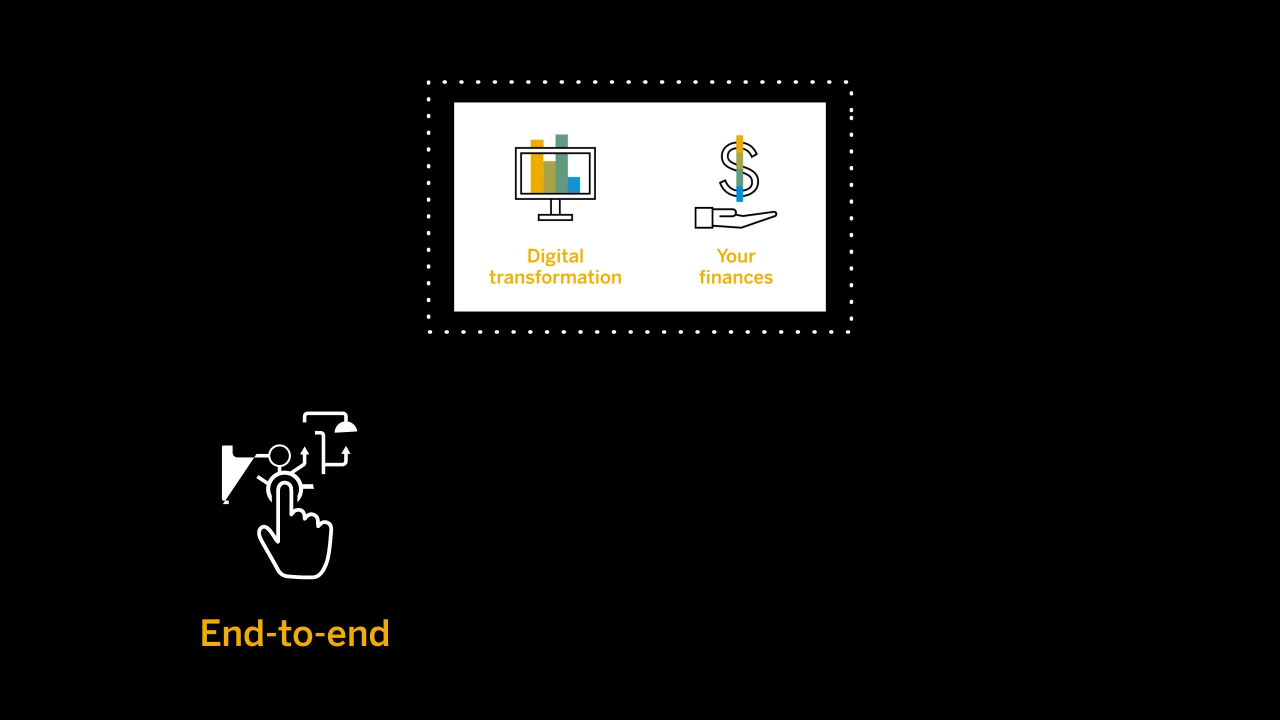 Digital
transformation
Your
finances
End-to-end